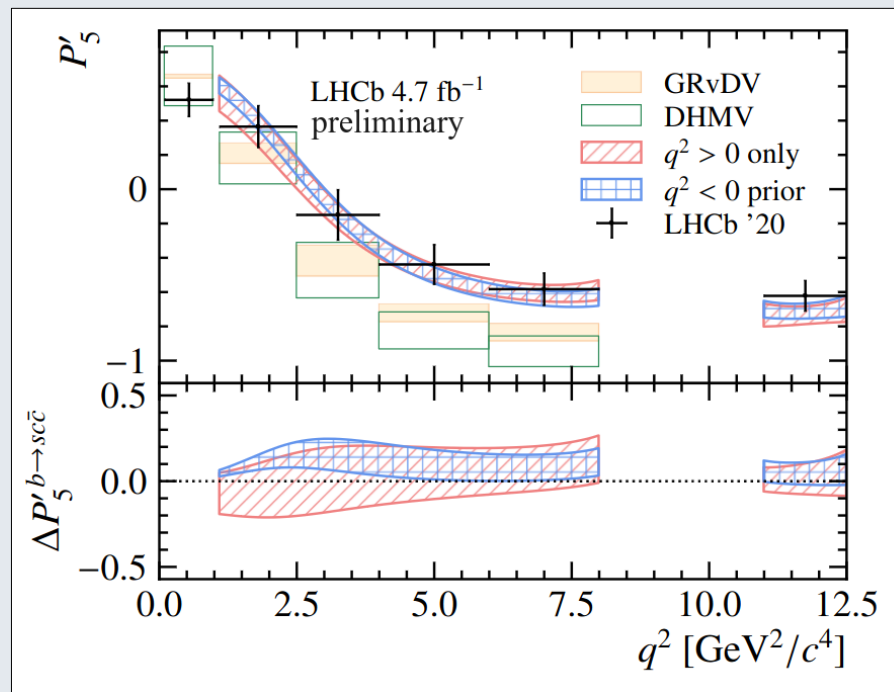 P′₅
LHCb 4.7 fb⁻¹
preliminary
GRvDV
DHMV
q² > 0 only
q² < 0 prior
LHCb ’20
0
−1
ΔP′₅ᵇ→ˢᶜc̄
0.5
0.0
−0.5
0.0 2.5 5.0 7.5 10.0 12.5
q² [GeV²/c⁴]